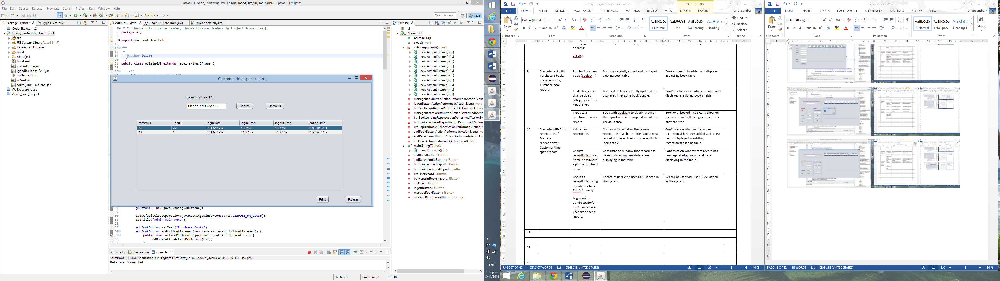 Java - Library_System_by_Team_Root/src/ui/AdiminGUI.java - Eclipse
File Edit Source Refactor Navigate Search Project Run Window Help
Quick Access
Java
Package Explorer
Type Hierarchy
Code_Skeleton_v2
Library_System_by_Team_Root
src
JRE System Library [JavaSE-1.7]
Referenced Libraries
build
nbproject
build.xml
jcalendar-1.4.jar
jgoodies-looks-2.4.1.jar
noName.s3db
rs2xml.jar
sqlite-jdbc-3.8.5-pre1.jar
Wallys Warehouse
Zavier_Final_Project
AdiminGUI.java BookGUI_ForAdmin.java DBConnection.java
2 * To change this license header, choose License Headers in Project Properties.
6 package ui;
7
8 import java.awt.Toolkit;
16
17 /**
18 *
19 * @author leiz03
20 */
21 public class AdiminGUI extends javax.swing.JFrame {
22
23 /**
Customer time spent report
Search by User ID:
Please input User ID:
Search
Show All
recordID userID loginDate loginTime logoutTime onlineTime
18 22 2014-11-02 10:3:58 10:7:29 0 h 3 m 31 s
19 1 2014-11-02 11:27:47 11:27:59 0 h 0 m 11 s
Print
Return
58 jButton1 = new javax.swing.JButton();
59
60 setDefaultCloseOperation(javax.swing.WindowConstants.DISPOSE_ON_CLOSE);
61 setTitle("Admin Main Menu");
62
63 addBookButton.setText("Purchase Books");
64 addBookButton.addActionListener(new java.awt.event.ActionListener() {
65 public void actionPerformed(java.awt.event.ActionEvent evt) {
66 addBookButtonActionPerformed(evt);
Javadoc Declaration Console
AdiminGUI (2) [Java Application] C:\Program Files\Java\jre1.8.0_20\bin\javaw.exe (3/11/2014 1:10:59 pm)
Database connected
Writable Smart Insert 19 : 18
Outline
ui
AdiminGUI
AdiminGUI()
close() : void
initComponents() : void
new ActionListener() {...}
new ActionListener() {...}
new ActionListener() {...}
new ActionListener() {...}
new ActionListener() {...}
new ActionListener() {...}
new ActionListener() {...}
new ActionListener() {...}
new ActionListener() {...}
new ActionListener() {...}
manageBookButtonActionPerformed(ActionEvent
logoffButtonActionPerformed(ActionEvent) : void
btnFineRecordActionPerformed(ActionEvent) : voi
manageReceptionistButtonActionPerformed(Actio
btnBookLendingReportActionPerformed(ActionEve
btnBookPurchasedReportActionPerformed(Action
btnPopularBooksReportActionPerformed(ActionEv
addBookButtonActionPerformed(ActionEvent) : vo
addReceptionistButtonActionPerformed(ActionEve
jButton1ActionPerformed(ActionEvent) : void
main(String[]) : void
new Runnable() {...}
addBookButton : JButton
addReceptionistButton : JButton
btnBookLendingReport : JButton
btnBookPurchasedReport : JButton
btnFineRecord : JButton
btnPopularBooksReport : JButton
jButton1 : JButton
logoffButton : JButton
manageBookButton : JButton
manageReceptionistButton : JButton
ENG
1:12 p.m.
3/11/2014
Library program Test Plan - Word
TABLE TOOLS
FILE HOME INSERT DESIGN PAGE LAYOUT REFERENCES MAILINGS REVIEW VIEW DESIGN LAYOUT
andre andre
Calibri (Body) 9
Paste
Clipboard Font Paragraph Styles Editing
AaBbCcDc AaBbCcI AaBbCcDc AaBbCc
¶ Normal Title No Spacing Heading 1
Find
Replace
Select
address:
alison@
9.
Scenario test with
Purchase a book,
manage books/
purchase book
report
Purchasing a new
book (bookID: 4)
Book successfully added and displayed in
existing book table
Book successfully added and displayed
in existing book table
Find a book and
change title /
category / author
/ publisher.
Book's details successfully updated and
displayed in existing book's table.
Book's details successfully updated and
displayed in existing book's table.
Produce a
purchased books
report.
Book with bookId 4 to clearly show on
the report with all changes done at the
previous step.
Book with bookId 4 to clearly show on
the report with all changes done at the
previous step.
10.
Scenario with Add
receptionist /
Manage
receptionist /
Customer time
spent report.
Add a new
receptionist
Confirmation window that a new
receptionist has been added and a new
record displayed in existing receptionist's
logins table.
Confirmation window that a new
receptionist has been added and a new
record displayed in existing
receptionist's logins table.
Change
receptionis's user
name / password
/ phone number /
email
Confirmation window that record has
been updated an new details are
displaying in the table.
Confirmation window that record has
been updated an new details are
displaying in the table.
Log in as
receptionist using
updated details
TomS / qwerty.
Log in using
administrator's
log in and check
user time spent
report.
Record of user with user ID 22 logged in
the system.
Record of user with user ID 22 logged
in the system.
11.
12.
13.
PAGE 37 OF 40 1 OF 2187 WORDS ENGLISH (UNITED STATES) 110 %
Sceenshots - Word
FILE HOME INSERT DESIGN PAGE LAYOUT REFERENCES MAILINGS REVIEW VIEW
andre andre
Calibri (Body) 9
Paste
Clipboard Font Paragraph Styles
AaBbCcDc AaBbCcDc AaBbCc
¶ Normal ¶ No Spac... Heading 1
Editing
PAGE 12 OF 12 10 WORDS ENGLISH (UNITED STATES) 110 %